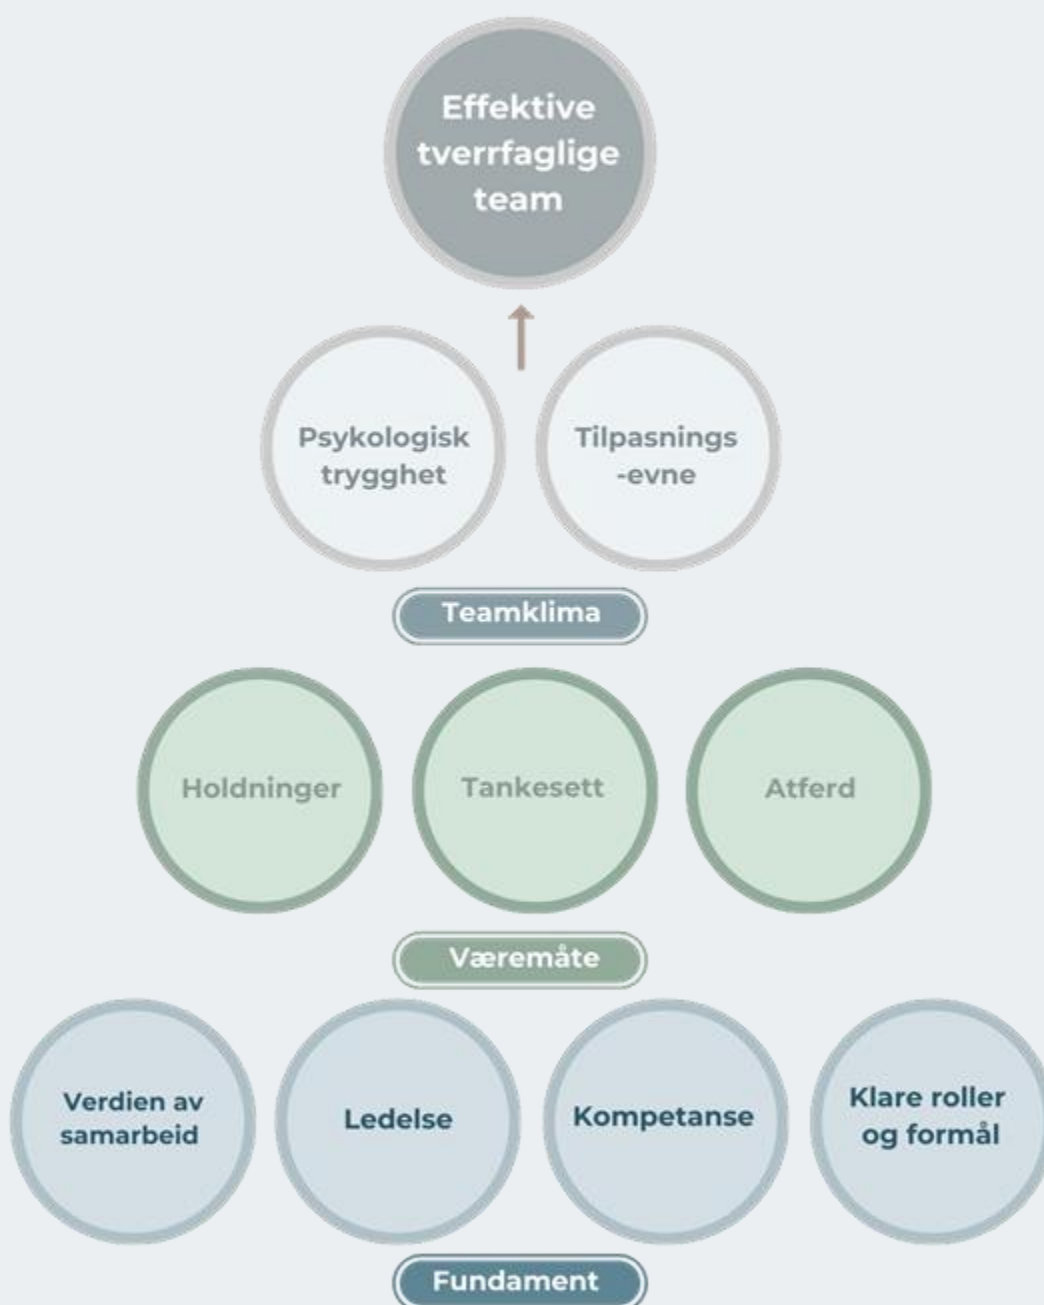 Effektive
tverrfaglige
team
Psykologisk
trygghet
Tilpasnings
-evne
Teamklima
Holdninger
Tankesett
Atferd
Væremåte
Verdien av
samarbeid
Ledelse
Kompetanse
Klare roller
og formål
Fundament